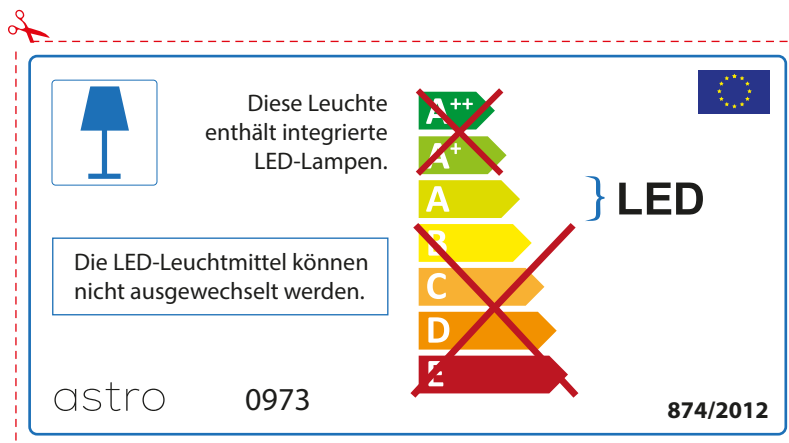 Diese Leuchte
enthält integrierte
LED-Lampen.
A++
A+
A
LED
B
C
D
E
Die LED-Leuchtmittel können
nicht ausgewechselt werden.
astro
0973
874/2012